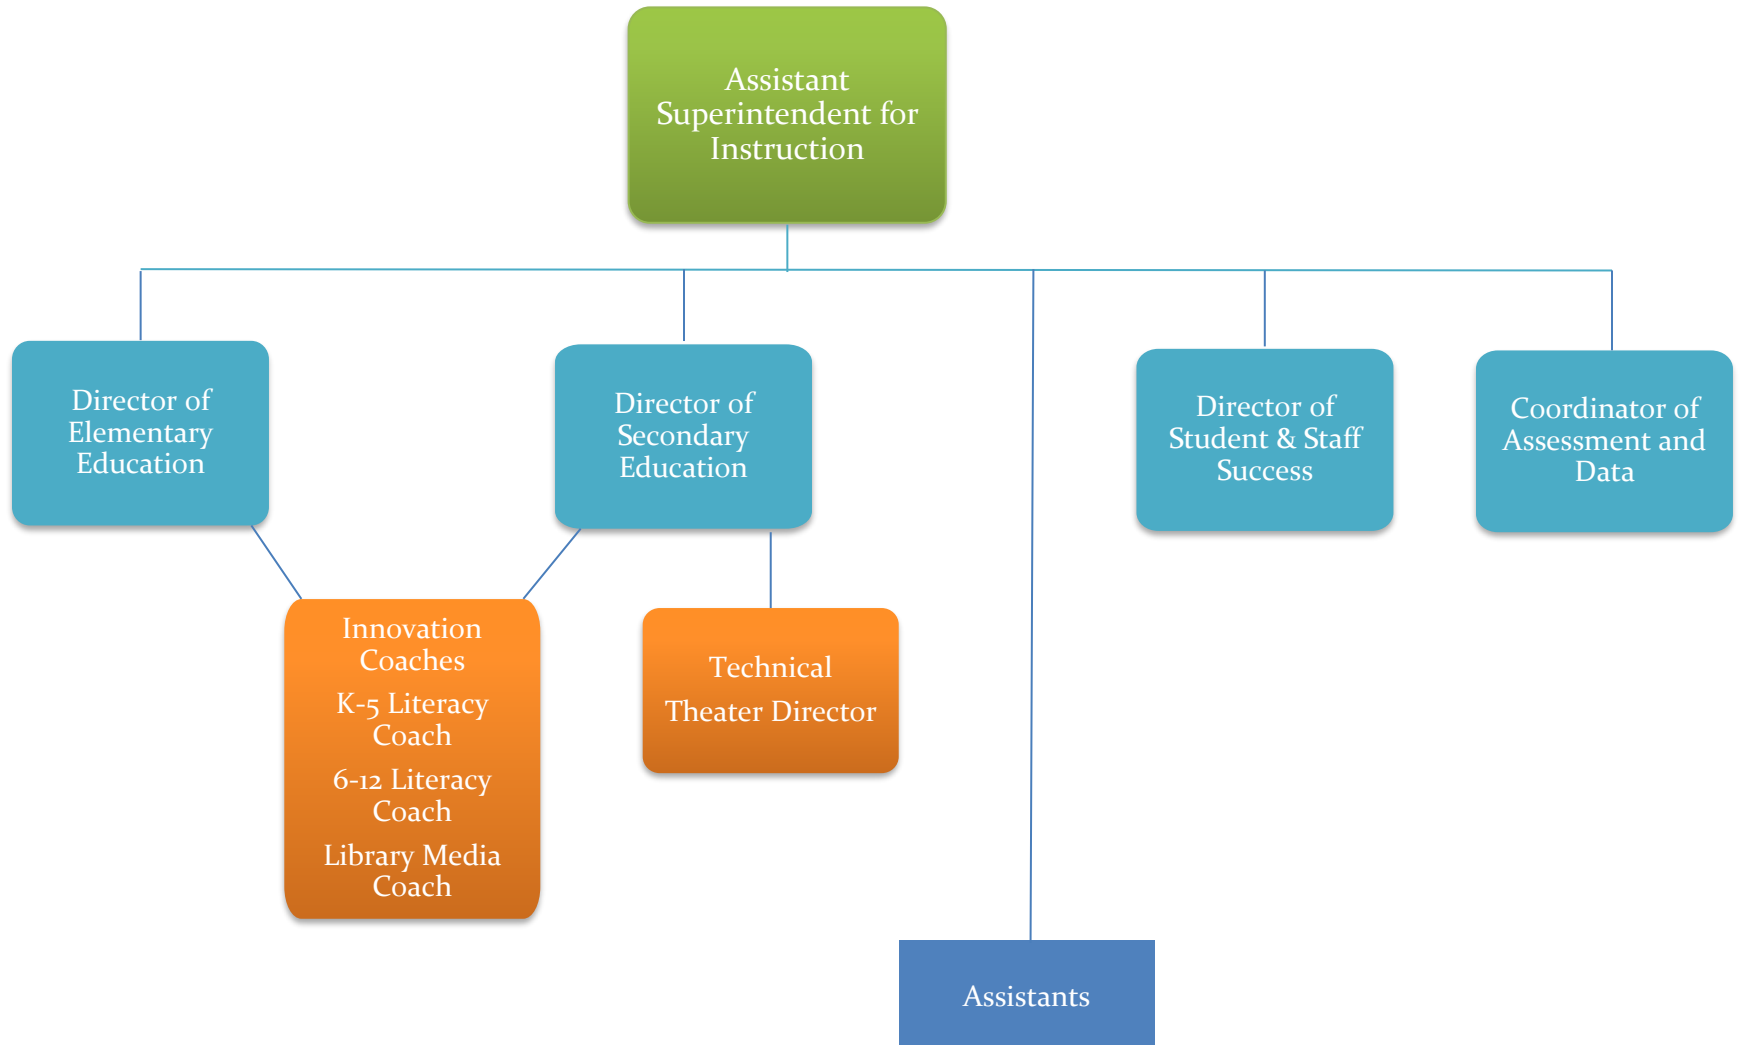 Assistant
Superintendent for
Instruction
Director of
Elementary
Education
Director of
Secondary
Education
Director of
Student & Staff
Success
Coordinator of
Assessment and
Data
Innovation
Coaches
K-5 Literacy
Coach
6-12 Literacy
Coach
Library Media
Coach
Technical
Theater Director
Assistants